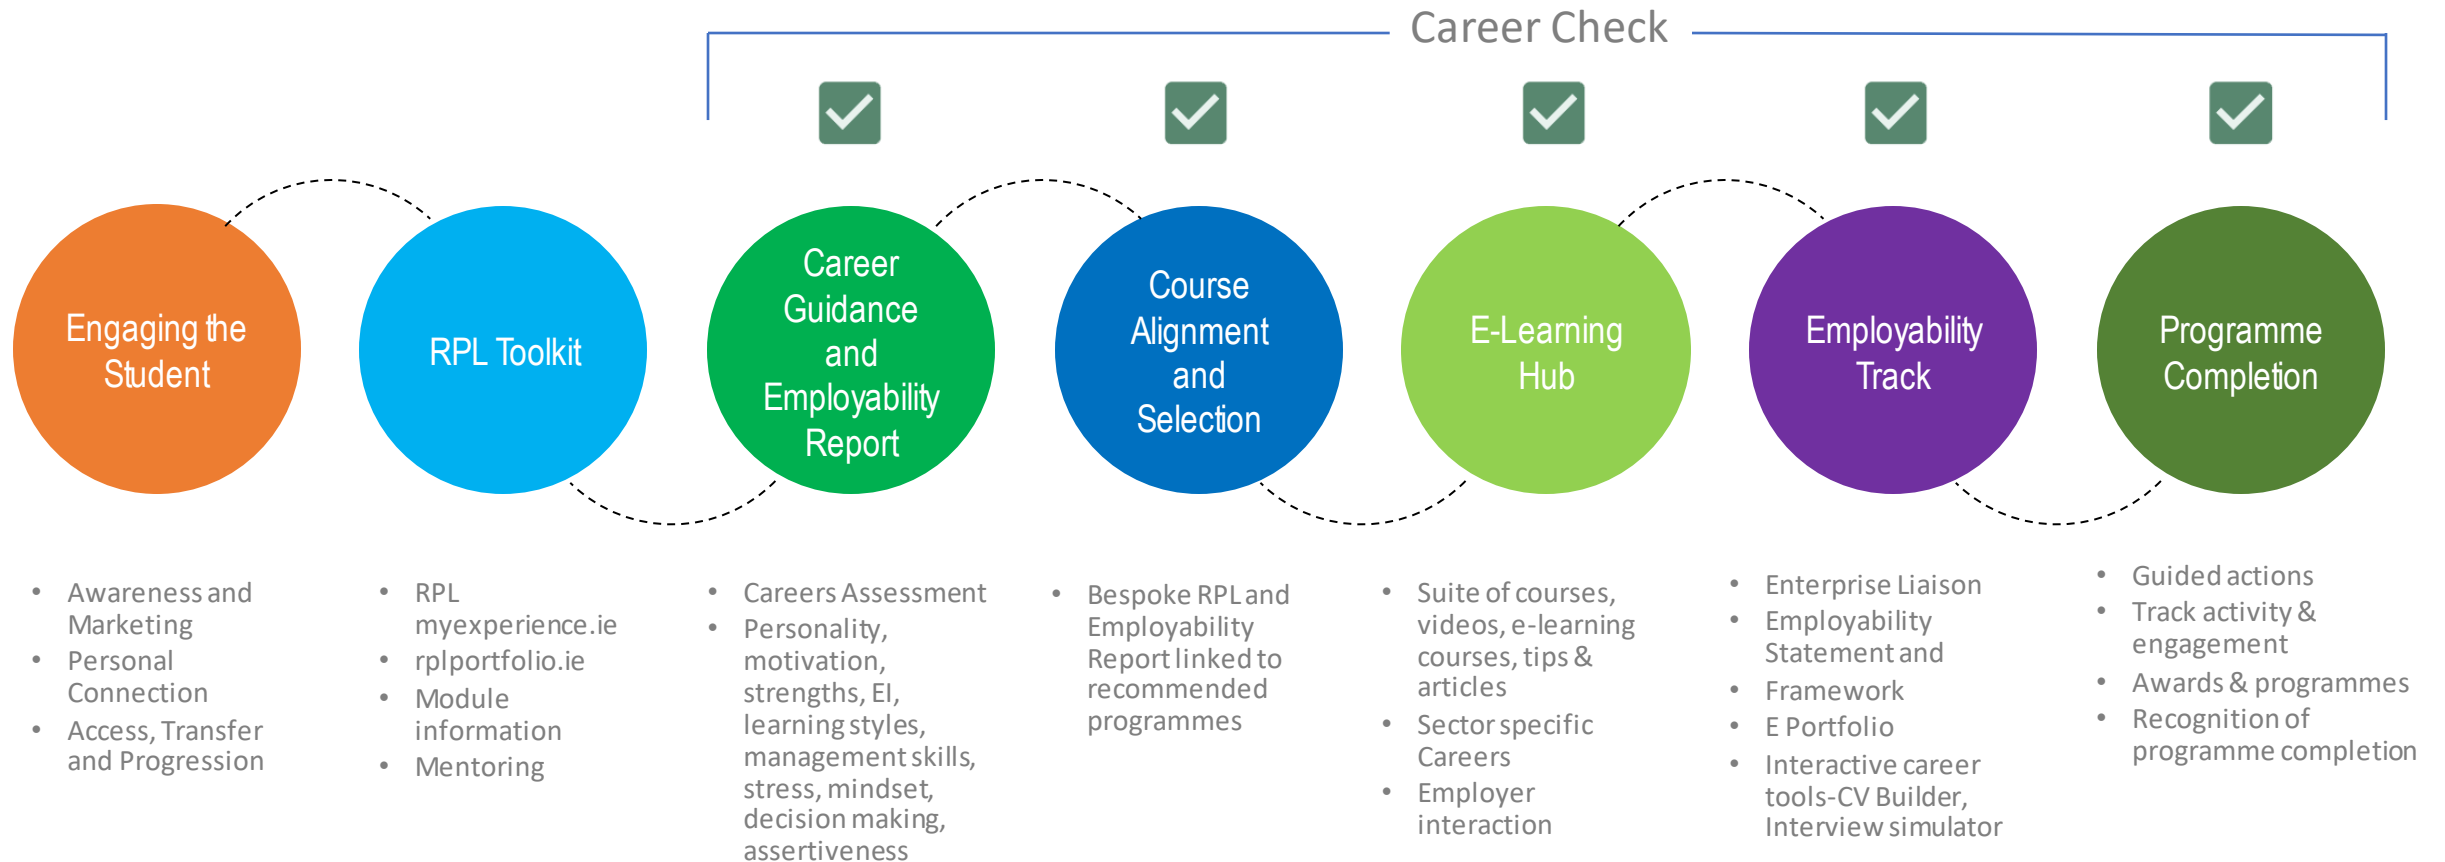 Career Check
Engaging the
Student
RPL Toolkit
Career
Guidance
and
Employability
Report
Course
Alignment
and
Selection
E-Learning
Hub
Employability
Track
Programme
Completion
• Awareness and
Marketing
• Personal
Connection
• Access, Transfer
and Progression
• RPL
myexperience.ie
• rplportfolio.ie
• Module
information
• Mentoring
• Careers Assessment
• Personality,
motivation,
strengths, EI,
learning styles,
management skills,
stress, mindset,
decision making,
assertiveness
• Bespoke RPL and
Employability
Report linked to
recommended
programmes
• Suite of courses,
videos, e-learning
courses, tips &
articles
• Sector specific
Careers
• Employer
interaction
• Enterprise Liaison
• Employability
Statement and
• Framework
• E Portfolio
• Interactive career
tools-CV Builder,
Interview simulator
• Guided actions
• Track activity &
engagement
• Awards & programmes
• Recognition of
programme completion